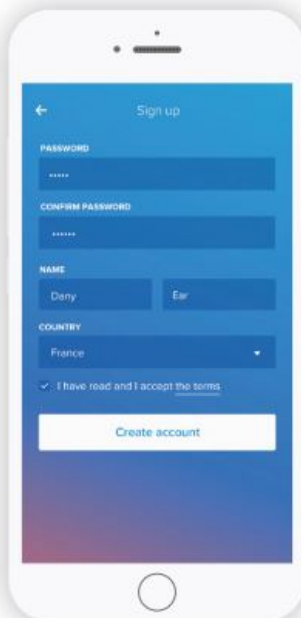 Sign up
PASSWORD
.....
CONFIRM PASSWORD
......
NAME
Dany Ear
COUNTRY
France
I have read and I accept the terms
Create account